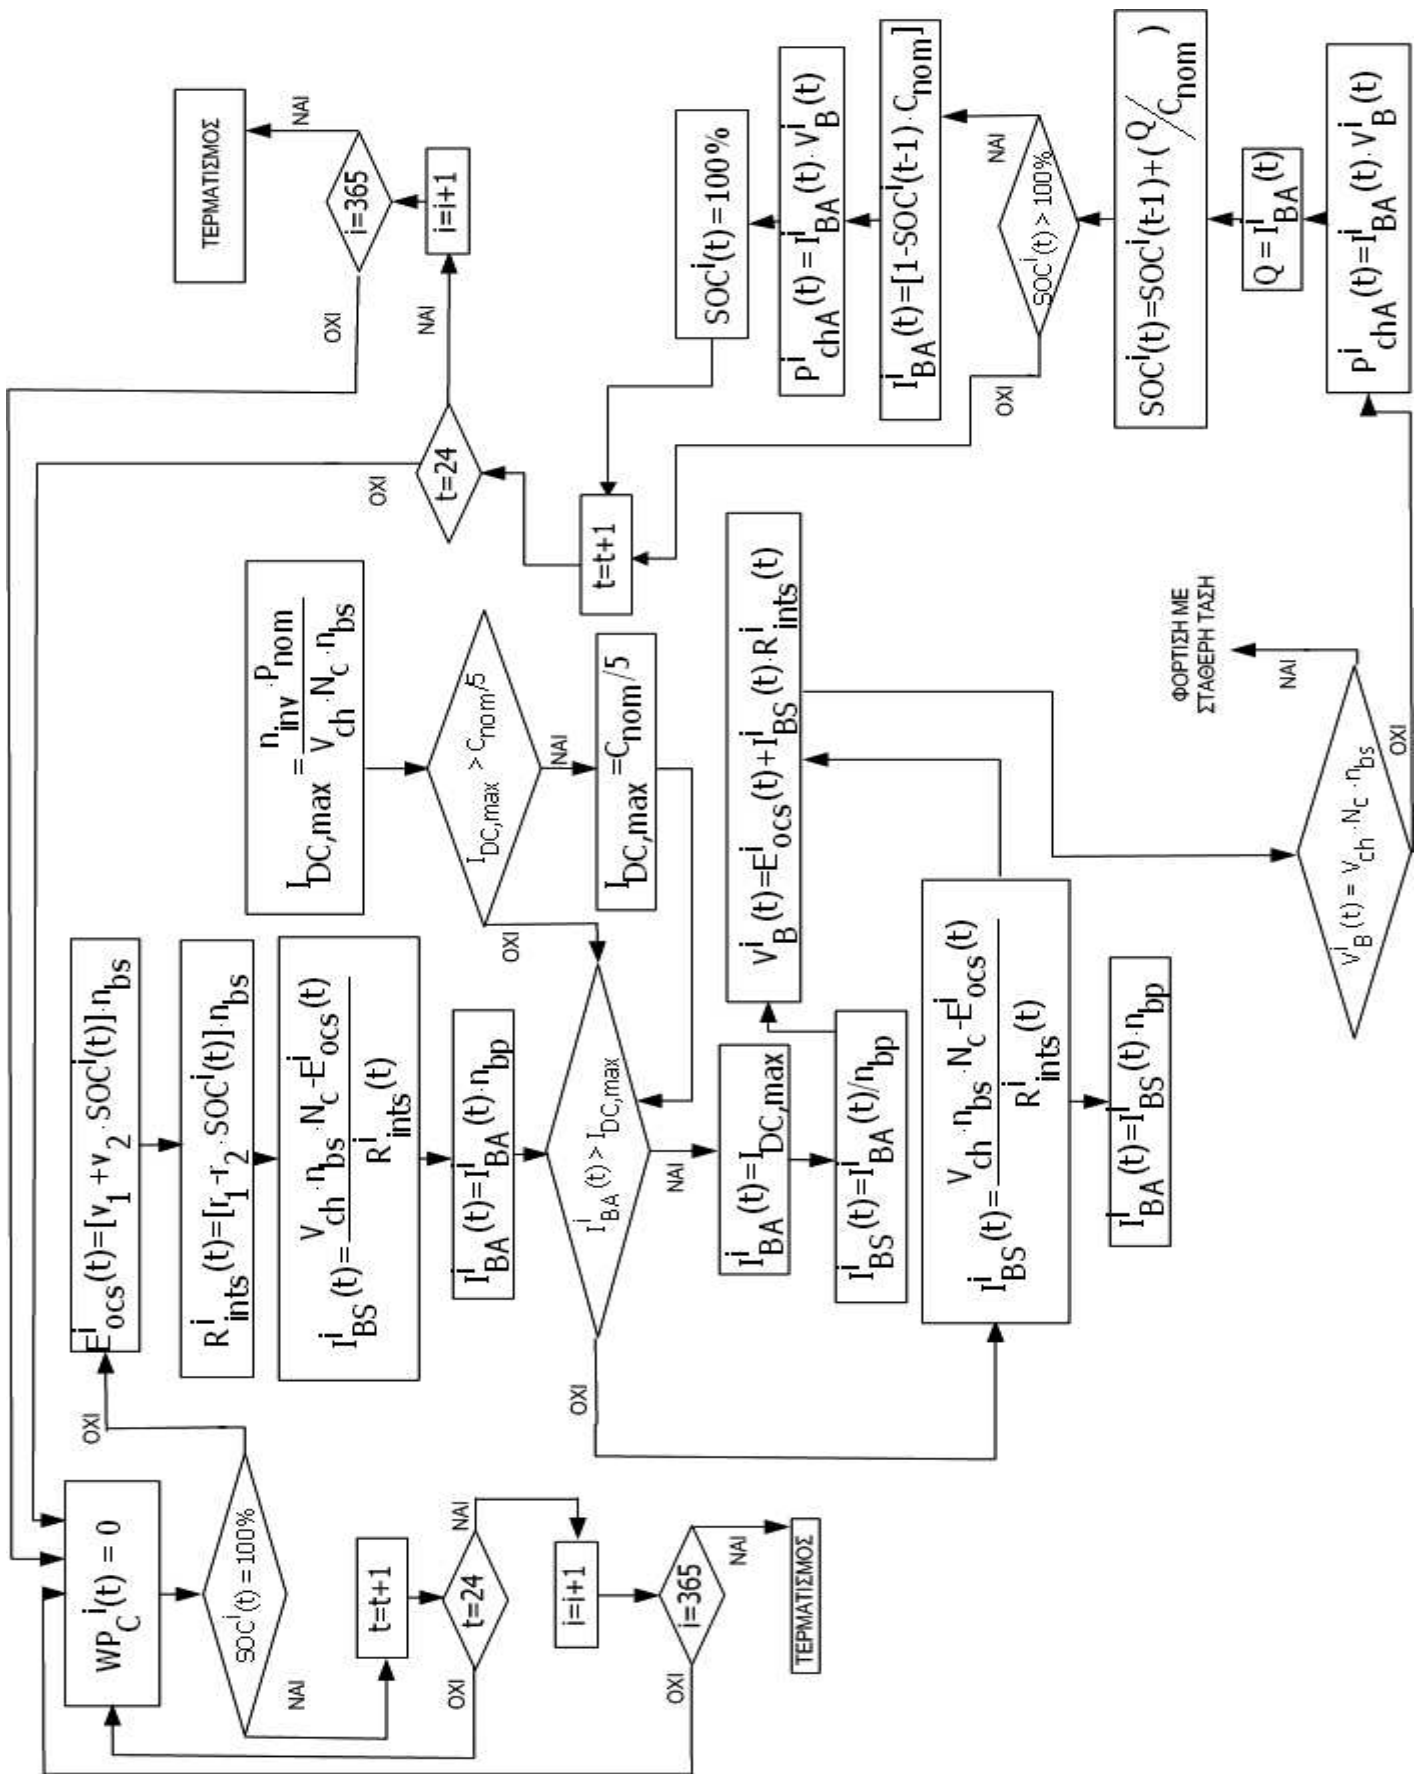 WP_C^i(t) = 0
SOC^i(t) = 100%
ΝΑΙ
ΟΧΙ
t=t+1
t=24
ΟΧΙ
ΝΑΙ
i=i+1
i=365
ΟΧΙ
ΝΑΙ
ΤΕΡΜΑΤΙΣΜΟΣ
E^i_ocs(t)=[v_1 + v_2 · SOC^i(t)]·n_bs
R^i_ints(t)=[r_1-r_2 · SOC^i(t)]·n_bs
I^i_BS(t)=(V_ch · n_bs · N_C -E^i_ocs(t))/R^i_ints(t)
I^i_BA(t)=I^i_BA(t)·n_bp
I_DC,max = (n_inv · P_nom)/(V_ch · N_C · n_bs)
I_DC,max > C_nom/5
ΟΧΙ
ΝΑΙ
I_DC,max =C_nom/5
I^i_BA(t) > I_DC,max
ΟΧΙ
ΝΑΙ
I^i_BA(t)=I_DC,max
I^i_BS(t)=I^i_BA(t)/n_bp
V^i_B(t)=E^i_ocs(t)+I^i_BS(t)·R^i_ints(t)
I^i_BS(t)=(V_ch · n_bs · N_C -E^i_ocs(t))/R^i_ints(t)
I^i_BA(t)=I^i_BS(t)·n_bp
V^i_B(t) = V_ch · N_C · n_bs
ΟΧΙ
ΝΑΙ
ΦΟΡΤΙΣΗ ΜΕ
ΣΤΑΘΕΡΗ ΤΑΣΗ
P^i_chA(t)=I^i_BA(t)·V^i_B(t)
Q=I^i_BA(t)
SOC^i(t)=SOC^i(t-1)+(Q/C_nom)
SOC^i(t) > 100%
ΟΧΙ
ΝΑΙ
I^i_BA(t)=[1-SOC^i(t-1)·C_nom]
P^i_chA(t)=I^i_BA(t)·V^i_B(t)
SOC^i(t)=100%
t=t+1
t=24
ΟΧΙ
ΝΑΙ
i=i+1
i=365
ΟΧΙ
ΝΑΙ
ΤΕΡΜΑΤΙΣΜΟΣ